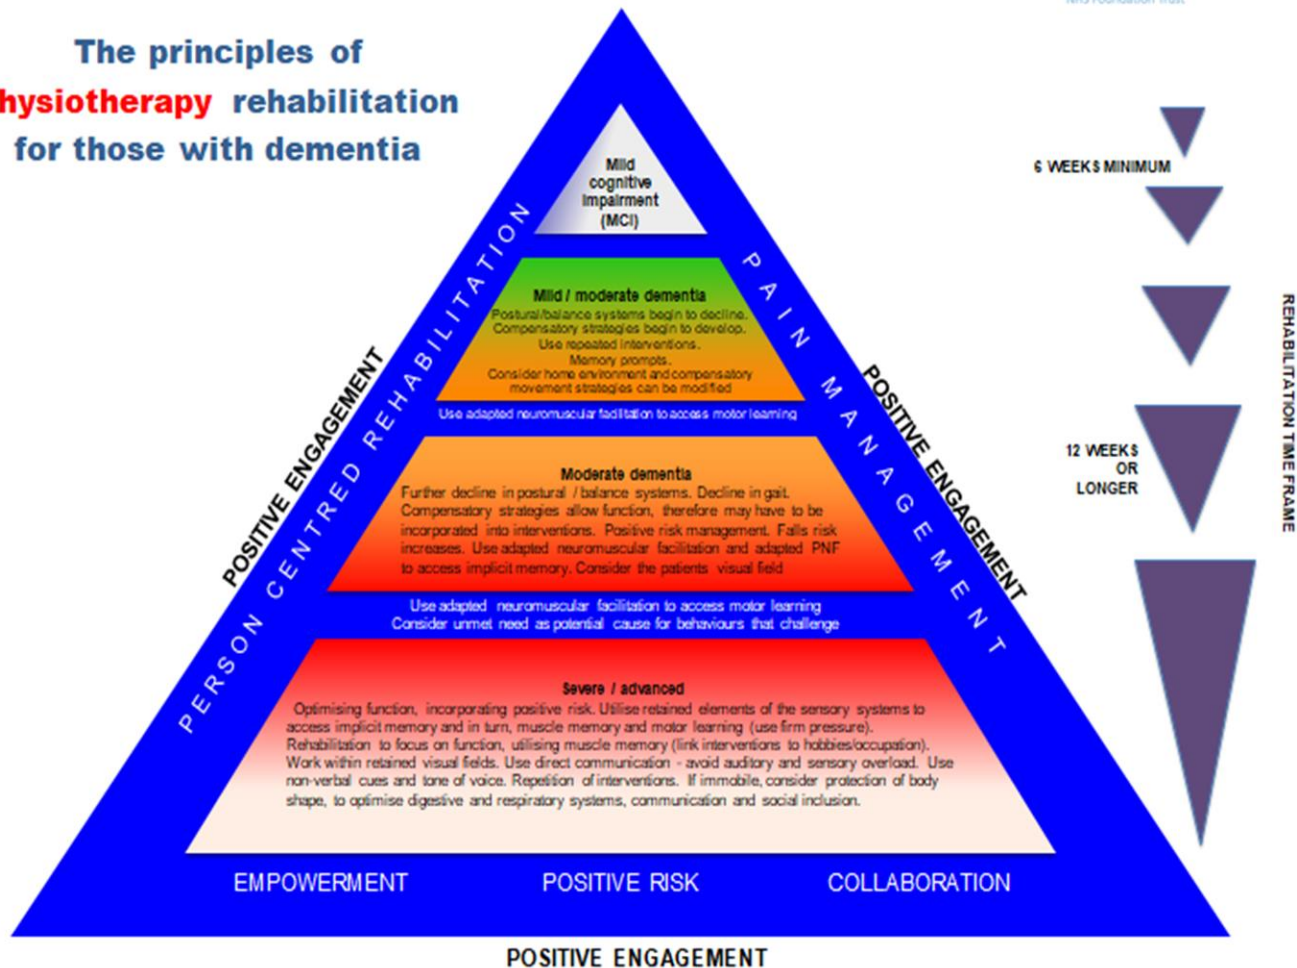 NHS Foundation Trust
The principles of
hysiotherapy rehabilitation
for those with dementia
Mild
cognitive
impairment
(MCI)
Mild / moderate dementia
Postural/balance systems begin to decline.
Compensatory strategies begin to develop.
Use repeated interventions.
Memory prompts.
Consider home environment and compensatory
movement strategies can be modified
Use adapted neuromuscular facilitation to access motor learning
Moderate dementia
Further decline in postural / balance systems. Decline in gait.
Compensatory strategies allow function, therefore may have to be
incorporated into interventions. Positive risk management. Falls risk
increases. Use adapted neuromuscular facilitation and adapted PNF
to access implicit memory. Consider the patients visual field
Use adapted neuromuscular facilitation to access motor learning
Consider unmet need as potential cause for behaviours that challenge
Severe / advanced
Optimising function, incorporating positive risk. Utilise retained elements of the sensory systems to
access implicit memory and in turn, muscle memory and motor learning (use firm pressure).
Rehabilitation to focus on function, utilising muscle memory (link interventions to hobbies/occupation).
Work within retained visual fields. Use direct communication - avoid auditory and sensory overload. Use
non-verbal cues and tone of voice. Repetition of interventions. If immobile, consider protection of body
shape, to optimise digestive and respiratory systems, communication and social inclusion.
EMPOWERMENT POSITIVE RISK COLLABORATION
POSITIVE ENGAGEMENT
POSITIVE ENGAGEMENT
PERSON CENTRED REHABILITATION
PAIN MANAGEMENT
POSITIVE ENGAGEMENT
6 WEEKS MINIMUM
12 WEEKS
OR
LONGER
REHABILITATION TIME FRAME